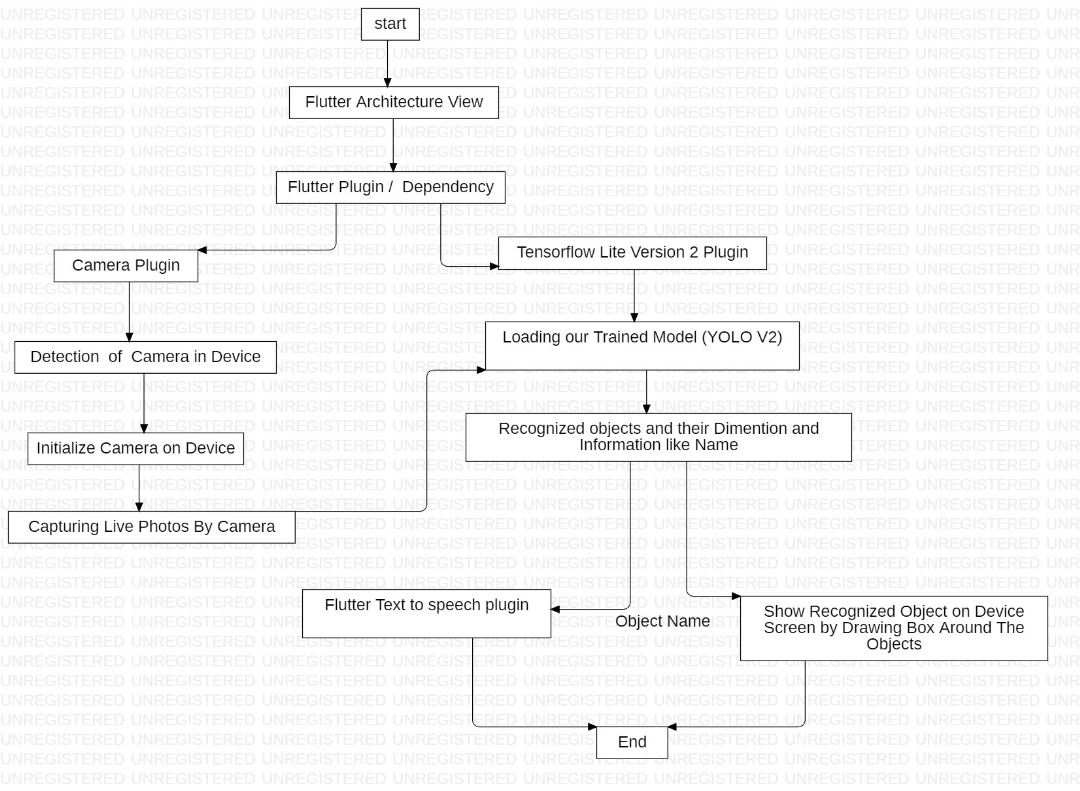 start
Flutter Architecture View
Flutter Plugin / Dependency
Camera Plugin
Tensorflow Lite Version 2 Plugin
Detection of Camera in Device
Loading our Trained Model (YOLO V2)
Initialize Camera on Device
Recognized objects and their Dimention and
Information like Name
Capturing Live Photos By Camera
Flutter Text to speech plugin
Object Name
Show Recognized Object on Device
Screen by Drawing Box Around The
Objects
End
UNREGISTERED